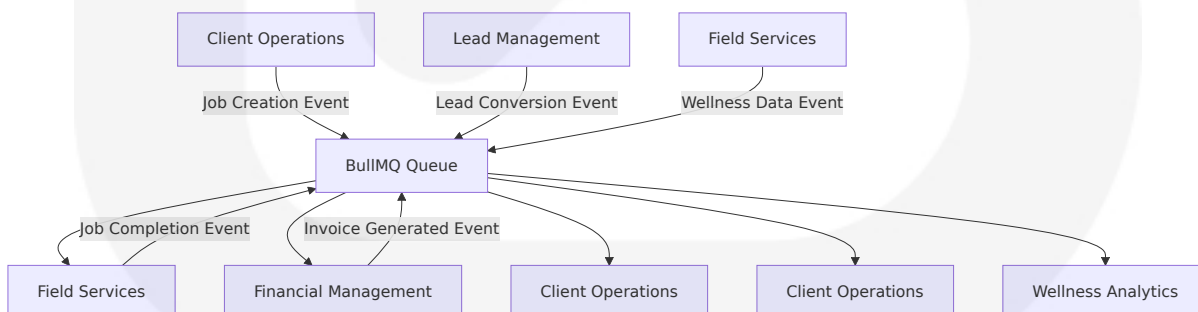 Client Operations
Lead Management
Field Services
Job Creation Event
Lead Conversion Event
Wellness Data Event
BullMQ Queue
Job Completion Event
Invoice Generated Event
Field Services
Financial Management
Client Operations
Client Operations
Wellness Analytics